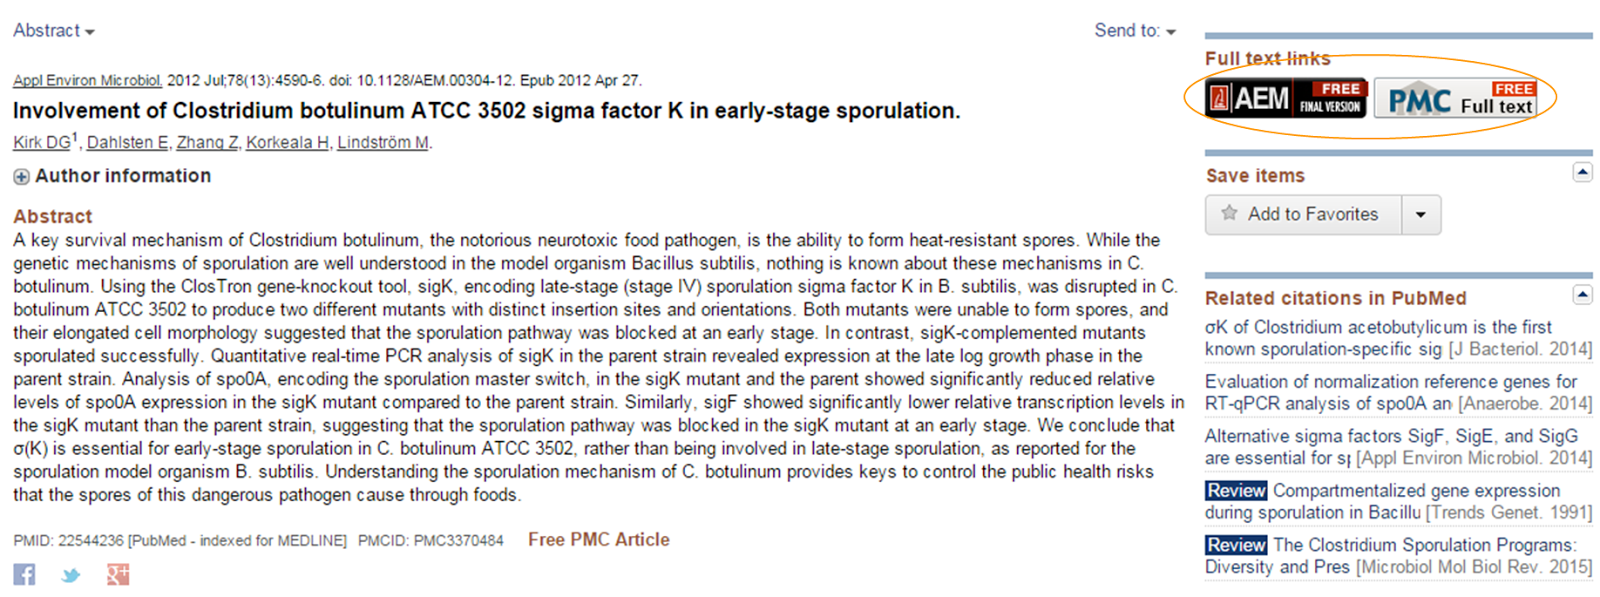 Abstract
Send to:
Appl Environ Microbiol. 2012 Jul;78(13):4590-6. doi: 10.1128/AEM.00304-12. Epub 2012 Apr 27.
Involvement of Clostridium botulinum ATCC 3502 sigma factor K in early-stage sporulation.
Kirk DG1, Dahlsten E, Zhang Z, Korkeala H, Lindström M.
Author information
Abstract
A key survival mechanism of Clostridium botulinum, the notorious neurotoxic food pathogen, is the ability to form heat-resistant spores. While the
genetic mechanisms of sporulation are well understood in the model organism Bacillus subtilis, nothing is known about these mechanisms in C.
botulinum. Using the ClosTron gene-knockout tool, sigK, encoding late-stage (stage IV) sporulation sigma factor K in B. subtilis, was disrupted in C.
botulinum ATCC 3502 to produce two different mutants with distinct insertion sites and orientations. Both mutants were unable to form spores, and
their elongated cell morphology suggested that the sporulation pathway was blocked at an early stage. In contrast, sigK-complemented mutants
sporulated successfully. Quantitative real-time PCR analysis of sigK in the parent strain revealed expression at the late log growth phase in the
parent strain. Analysis of spo0A, encoding the sporulation master switch, in the sigK mutant and the parent showed significantly reduced relative
levels of spo0A expression in the sigK mutant compared to the parent strain. Similarly, sigF showed significantly lower relative transcription levels in
the sigK mutant than the parent strain, suggesting that the sporulation pathway was blocked in the sigK mutant at an early stage. We conclude that
σ(K) is essential for early-stage sporulation in C. botulinum ATCC 3502, rather than being involved in late-stage sporulation, as reported for the
sporulation model organism B. subtilis. Understanding the sporulation mechanism of C. botulinum provides keys to control the public health risks
that the spores of this dangerous pathogen cause through foods.
PMID: 22544236 [PubMed - indexed for MEDLINE] PMCID: PMC3370484 Free PMC Article
Full text links
AEM FREE
FINAL VERSION
PMC FREE
Full text
Save items
Add to Favorites
Related citations in PubMed
σK of Clostridium acetobutylicum is the first
known sporulation-specific sig [J Bacteriol. 2014]
Evaluation of normalization reference genes for
RT-qPCR analysis of spo0A an [Anaerobe. 2014]
Alternative sigma factors SigF, SigE, and SigG
are essential for sp [Appl Environ Microbiol. 2014]
Review Compartmentalized gene expression
during sporulation in Bacillu [Trends Genet. 1991]
Review The Clostridium Sporulation Programs:
Diversity and Pres [Microbiol Mol Biol Rev. 2015]